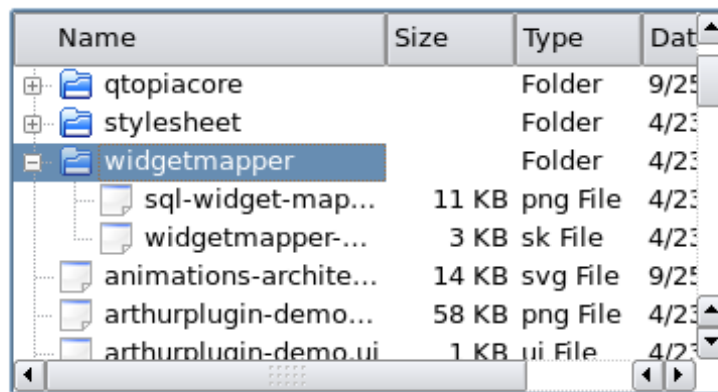 Name Size Type Dat
qtopiacore Folder 9/25
stylesheet Folder 4/23
widgetmapper Folder 4/23
sql-widget-map... 11 KB png File 4/23
widgetmapper-... 3 KB sk File 4/23
animations-archite... 14 KB svg File 9/25
arthurplugin-demo... 58 KB png File 4/23
arthurplugin-demo.ui 1 KB ui File 4/23